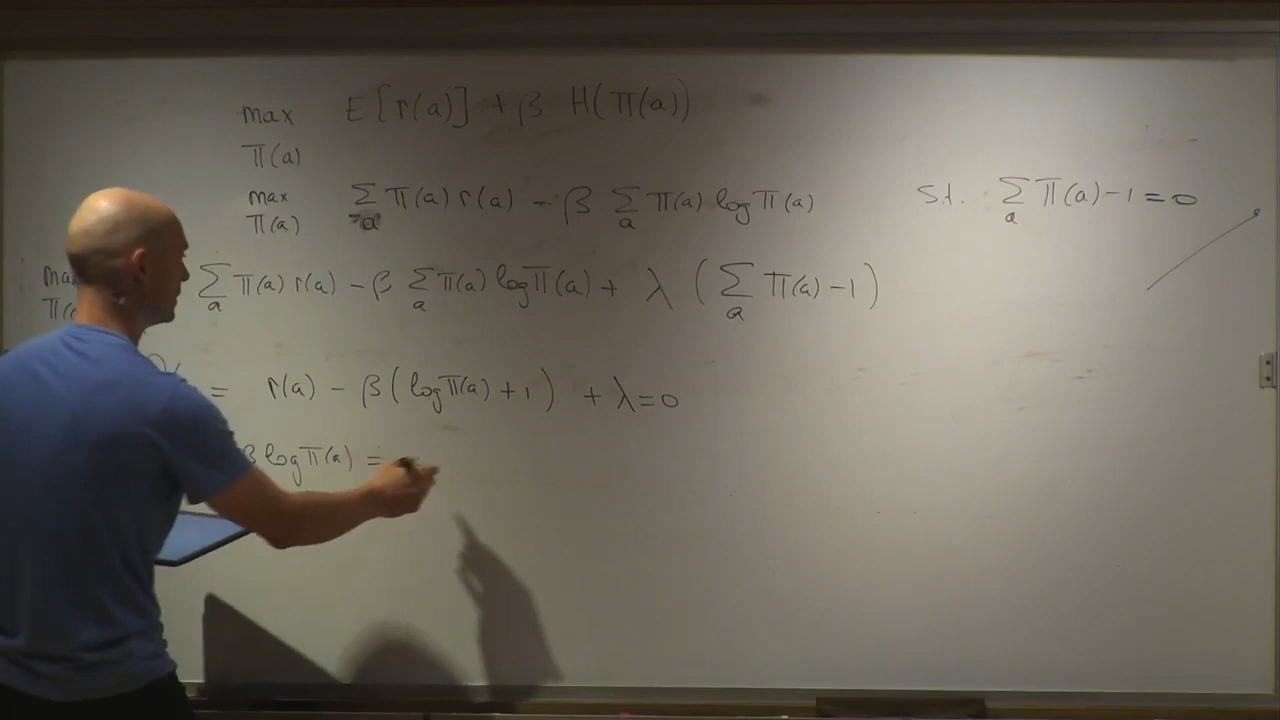 max E[r(a)] + β H(π(a))
π(a)
max ∑ π(a) r(a) - β ∑ π(a) log π(a) s.t. ∑ π(a) - 1 = 0
π(a) a a a
∑ π(a) r(a) - β ∑ π(a) log π(a) + λ (∑ π(a) - 1)
a a a
= r(a) - β (log π(a) + 1) + λ = 0
β log π(a) =